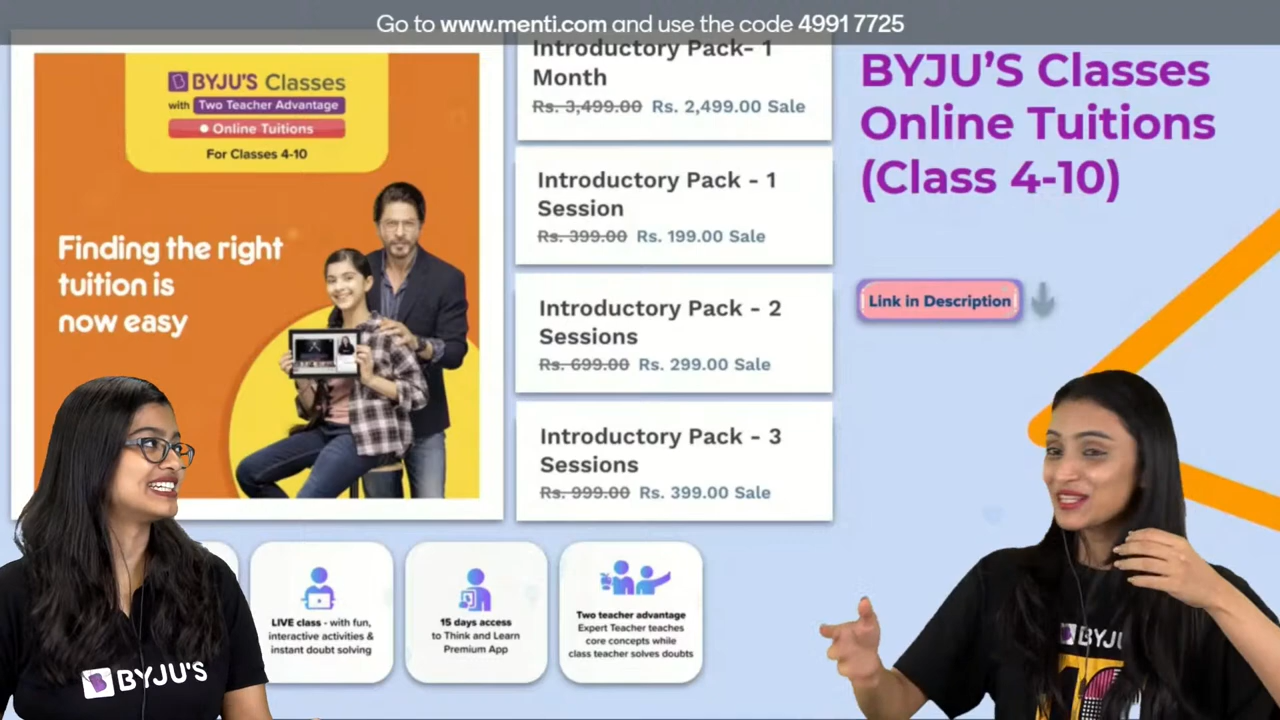 Go to www.menti.com and use the code 4991 7725
BYJU'S Classes
with Two Teacher Advantage
Online Tuitions
For Classes 4-10
Finding the right
tuition is
now easy
Introductory Pack- 1
Month
Rs. 3,499.00 Rs. 2,499.00 Sale
Introductory Pack - 1
Session
Rs. 399.00 Rs. 199.00 Sale
Introductory Pack - 2
Sessions
Rs. 699.00 Rs. 299.00 Sale
Introductory Pack - 3
Sessions
Rs. 999.00 Rs. 399.00 Sale
BYJU'S Classes
Online Tuitions
(Class 4-10)
Link in Description
LIVE class - with fun,
interactive activities &
instant doubt solving
15 days access
to Think and Learn
Premium App
Two teacher advantage
Expert Teacher teaches
core concepts while
class teacher solves doubts
BYJU'S